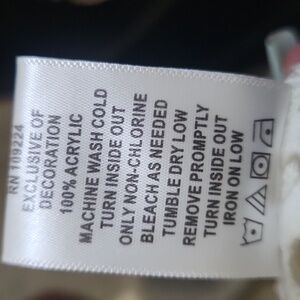 RN 109224
EXCLUSIVE OF
DECORATION
100% ACRYLIC
MACHINE WASH COLD
TURN INSIDE OUT
ONLY NON-CHLORINE
BLEACH AS NEEDED
TUMBLE DRY LOW
REMOVE PROMPTLY
TURN INSIDE OUT
IRON ON LOW